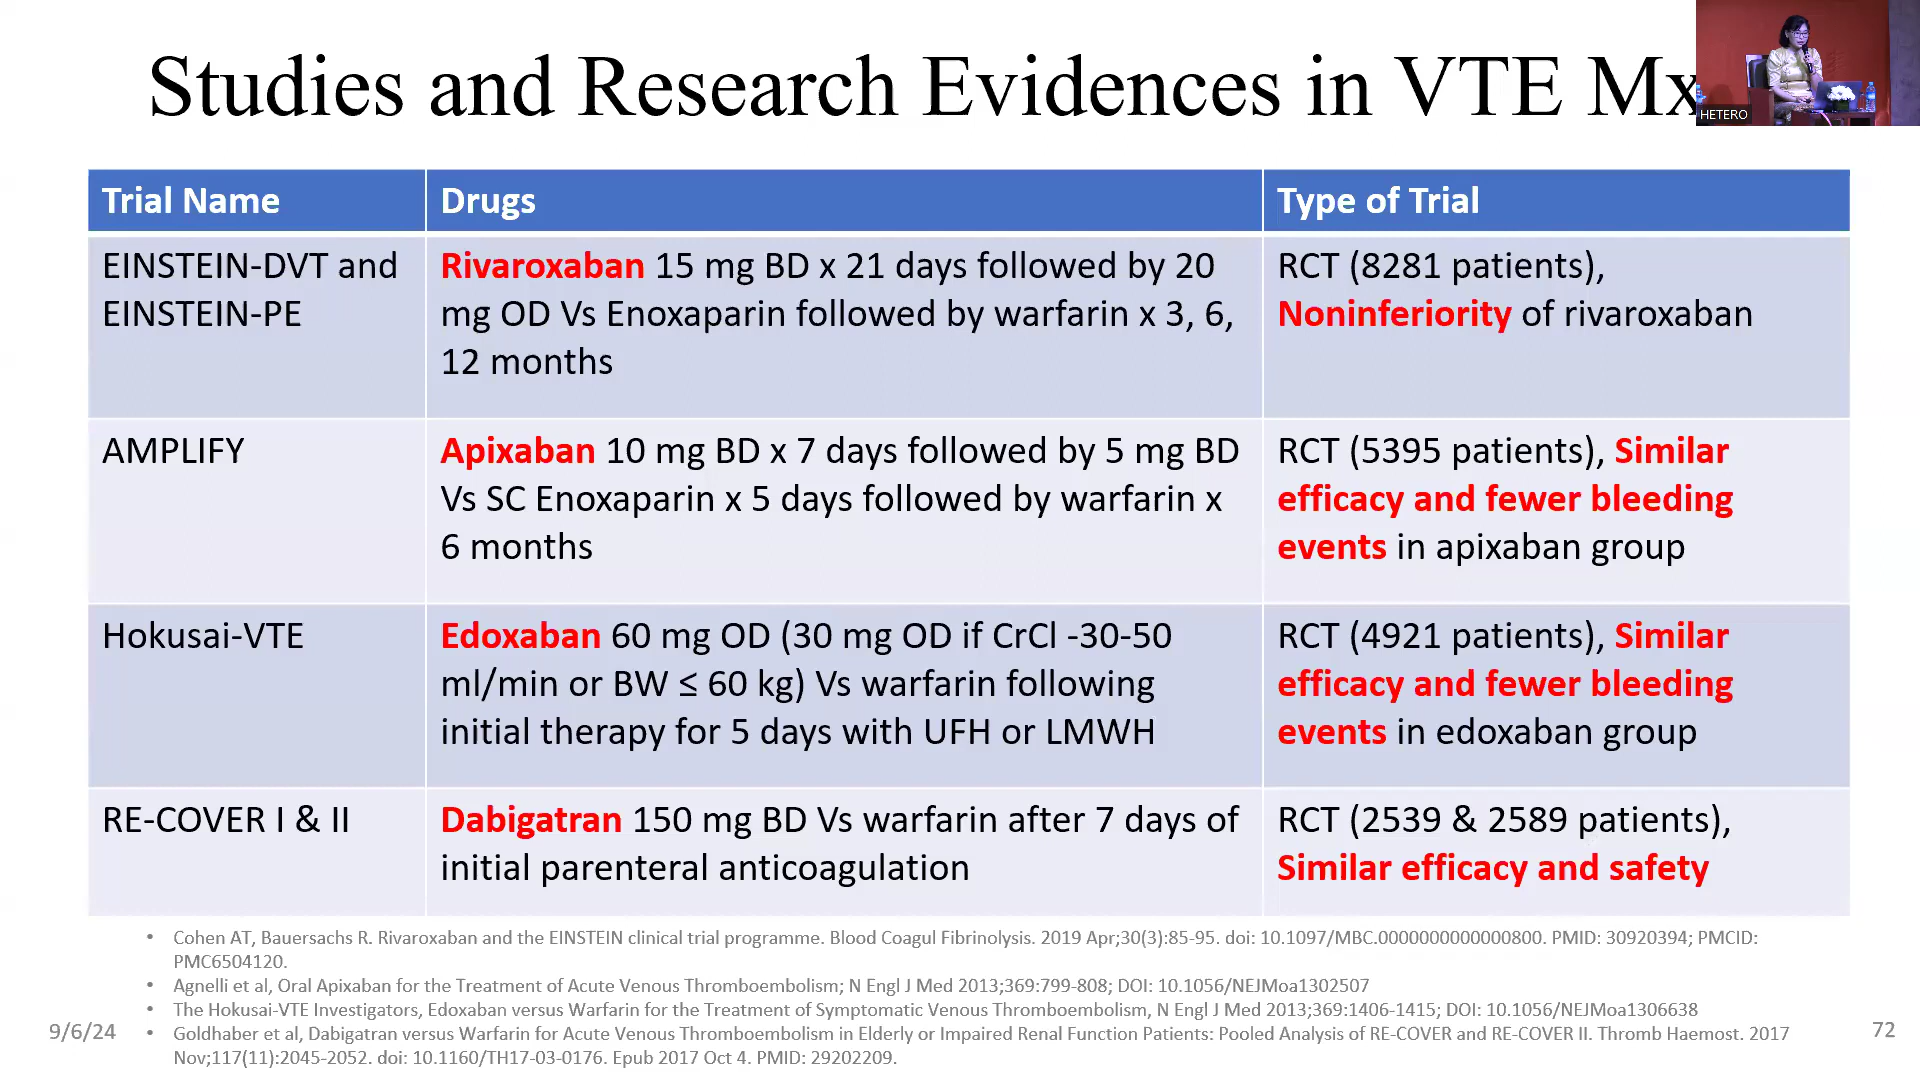 Studies and Research Evidences in VTE Mx
HETERO
Trial Name
Drugs
Type of Trial
EINSTEIN-DVT and
EINSTEIN-PE
Rivaroxaban 15 mg BD x 21 days followed by 20
mg OD Vs Enoxaparin followed by warfarin x 3, 6,
12 months
RCT (8281 patients),
Noninferiority of rivaroxaban
AMPLIFY
Apixaban 10 mg BD x 7 days followed by 5 mg BD
Vs SC Enoxaparin x 5 days followed by warfarin x
6 months
RCT (5395 patients), Similar
efficacy and fewer bleeding
events in apixaban group
Hokusai-VTE
Edoxaban 60 mg OD (30 mg OD if CrCl -30-50
ml/min or BW ≤ 60 kg) Vs warfarin following
initial therapy for 5 days with UFH or LMWH
RCT (4921 patients), Similar
efficacy and fewer bleeding
events in edoxaban group
RE-COVER I & II
Dabigatran 150 mg BD Vs warfarin after 7 days of
initial parenteral anticoagulation
RCT (2539 & 2589 patients),
Similar efficacy and safety
• Cohen AT, Bauersachs R. Rivaroxaban and the EINSTEIN clinical trial programme. Blood Coagul Fibrinolysis. 2019 Apr;30(3):85-95. doi: 10.1097/MBC.0000000000000800. PMID: 30920394; PMCID:
PMC6504120.
• Agnelli et al, Oral Apixaban for the Treatment of Acute Venous Thromboembolism; N Engl J Med 2013;369:799-808; DOI: 10.1056/NEJMoa1302507
• The Hokusai-VTE Investigators, Edoxaban versus Warfarin for the Treatment of Symptomatic Venous Thromboembolism, N Engl J Med 2013;369:1406-1415; DOI: 10.1056/NEJMoa1306638
• Goldhaber et al, Dabigatran versus Warfarin for Acute Venous Thromboembolism in Elderly or Impaired Renal Function Patients: Pooled Analysis of RE-COVER and RE-COVER II. Thromb Haemost. 2017
Nov;117(11):2045-2052. doi: 10.1160/TH17-03-0176. Epub 2017 Oct 4. PMID: 29202209.
9/6/24
72